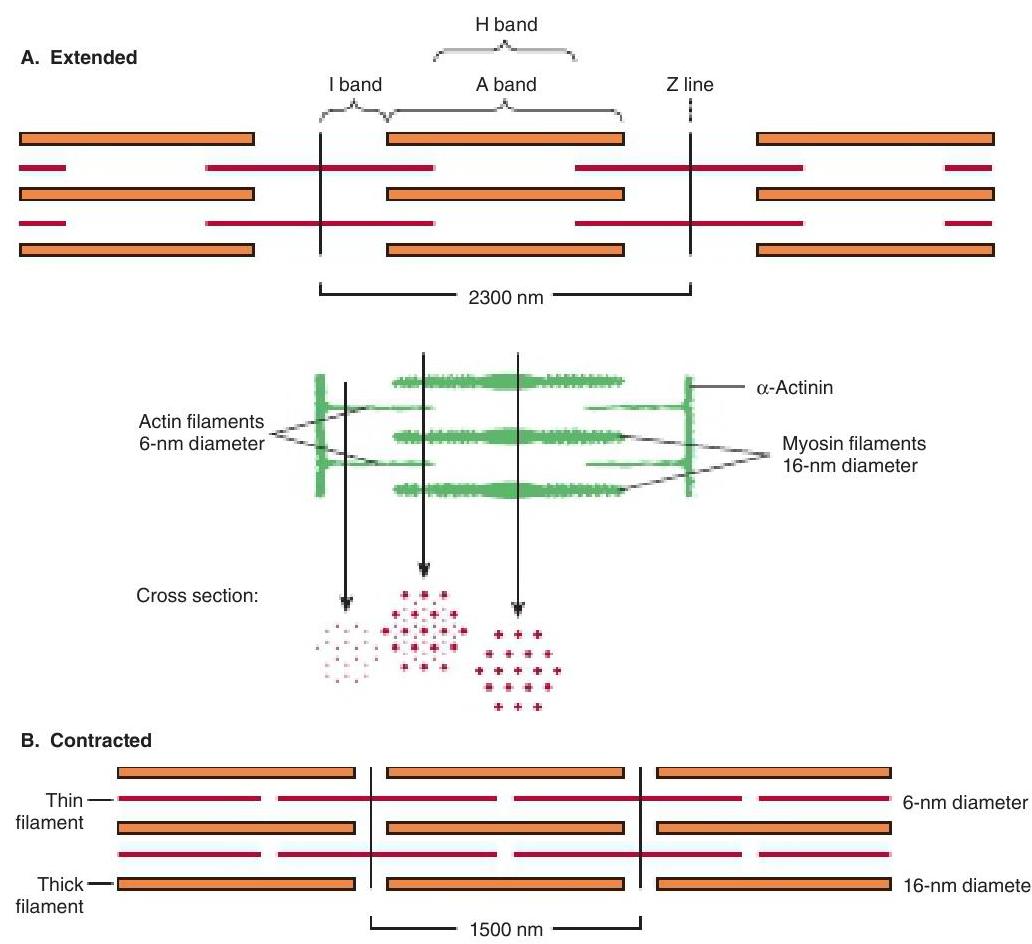 H band
A. Extended
I band
A band
Z line
2300 nm
α-Actinin
Actin filaments
6-nm diameter
Myosin filaments
16-nm diameter
Cross section:
B. Contracted
Thin
filament
6-nm diameter
Thick
filament
16-nm diamete
1500 nm